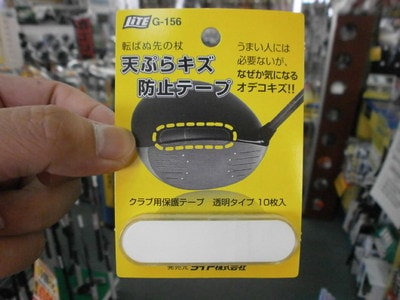 LITE G-156
転ばぬ先の杖
天ぷらキズ
防止テープ
うまい人には
必要ないが、
なぜか気になる
オデコキズ!!
クラブ用保護テープ 透明タイプ 10枚入
発売元 ライト株式会社